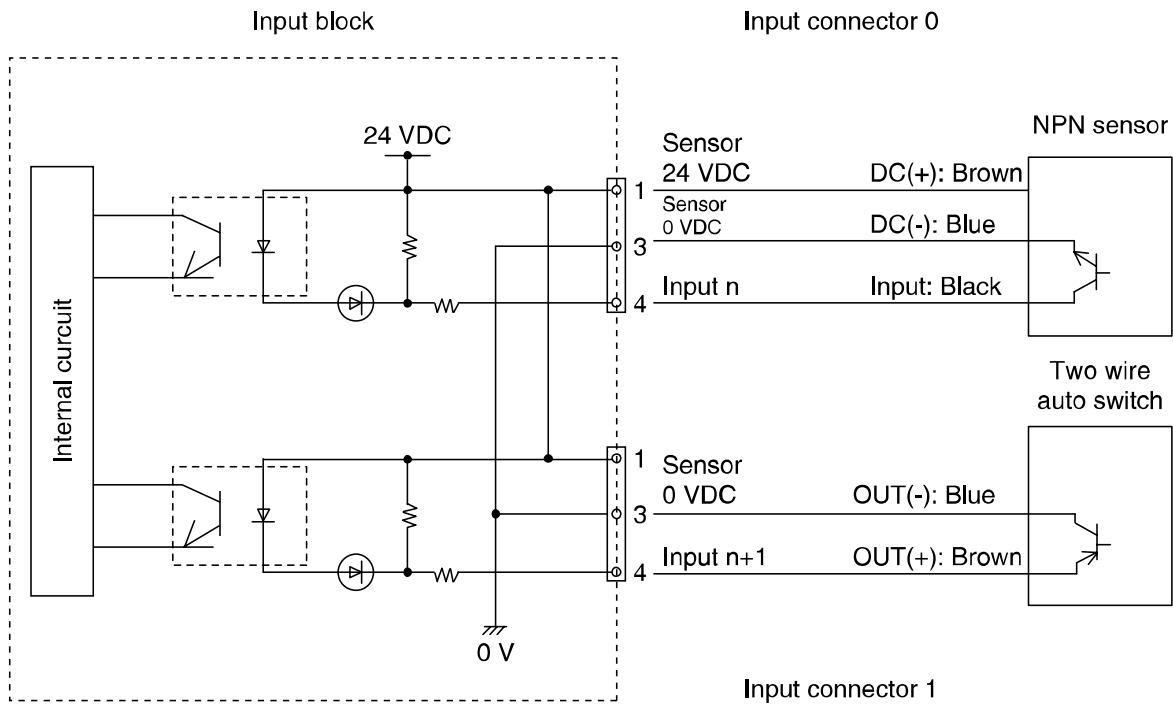 Input block
Input connector 0
24 VDC
NPN sensor
Sensor
24 VDC
DC(+): Brown
1
Sensor
0 VDC
DC(-): Blue
3
Input n
Input: Black
4
Internal curcuit
Two wire
auto switch
1
Sensor
0 VDC
OUT(-): Blue
3
Input n+1
OUT(+): Brown
4
0 V
Input connector 1